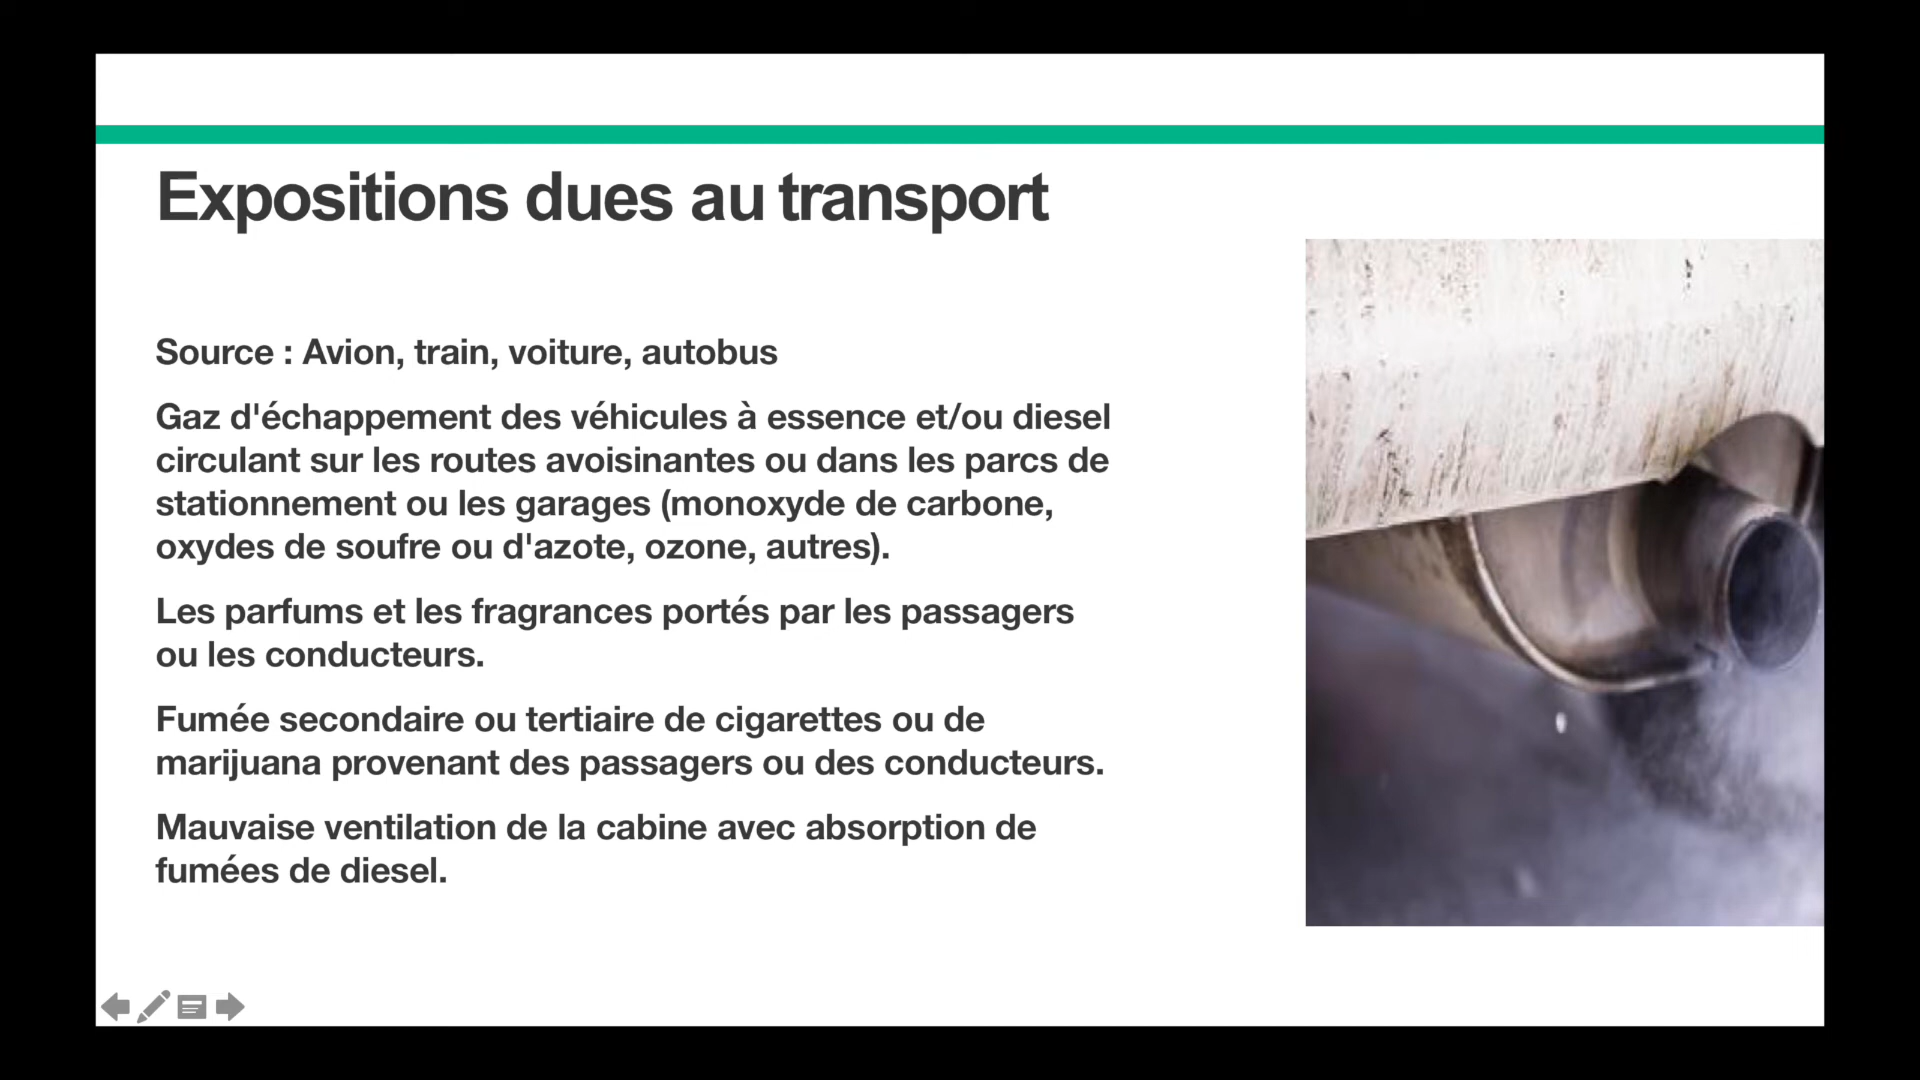 Expositions dues au transport
Source : Avion, train, voiture, autobus
Gaz d'échappement des véhicules à essence et/ou diesel
circulant sur les routes avoisinantes ou dans les parcs de
stationnement ou les garages (monoxyde de carbone,
oxydes de soufre ou d'azote, ozone, autres).
Les parfums et les fragrances portés par les passagers
ou les conducteurs.
Fumée secondaire ou tertiaire de cigarettes ou de
marijuana provenant des passagers ou des conducteurs.
Mauvaise ventilation de la cabine avec absorption de
fumées de diesel.